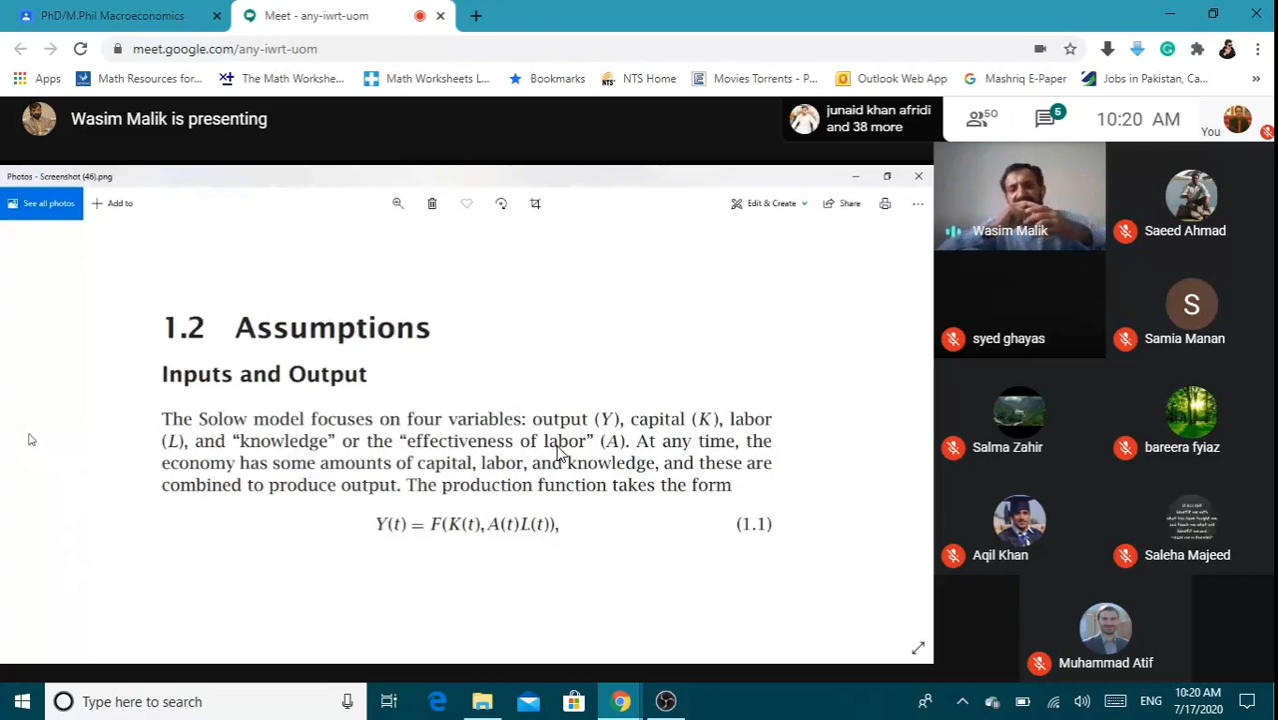 PhD/M.Phil Macroeconomics
Meet - any-iwrt-uom
meet.google.com/any-iwrt-uom
Apps
Math Resources for...
The Math Workshe...
Math Worksheets L...
Bookmarks
NTS Home
Movies Torrents - P...
Outlook Web App
Mashriq E-Paper
Jobs in Pakistan, Ca...
Wasim Malik is presenting
junaid khan afridi
and 38 more
50
5
10:20 AM
You
Photos - Screenshot (46).png
See all photos
Add to
Edit & Create
Share
1.2 Assumptions
Inputs and Output
The Solow model focuses on four variables: output (Y), capital (K), labor
(L), and “knowledge” or the “effectiveness of labor” (A). At any time, the
economy has some amounts of capital, labor, and knowledge, and these are
combined to produce output. The production function takes the form
Y(t) = F(K(t), A(t)L(t)), (1.1)
Wasim Malik
Saeed Ahmad
syed ghayas
S
Samia Manan
Salma Zahir
bareera fyiaz
Aqil Khan
Saleha Majeed
Muhammad Atif
Type here to search
ENG
10:20 AM
7/17/2020